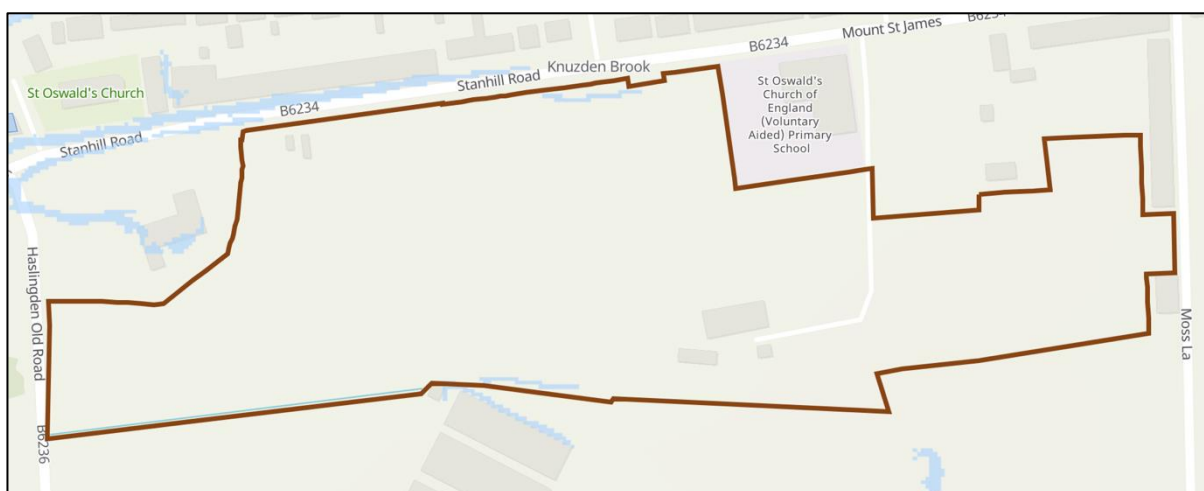 B6234
Mount St James
B6234
Knuzden Brook
Stanhill Road
St Oswald's Church
B6234
Stanhill Road
St Oswald's
Church of
England
(Voluntary
Aided) Primary
School
Haslingden Old Road
B6236
Moss La